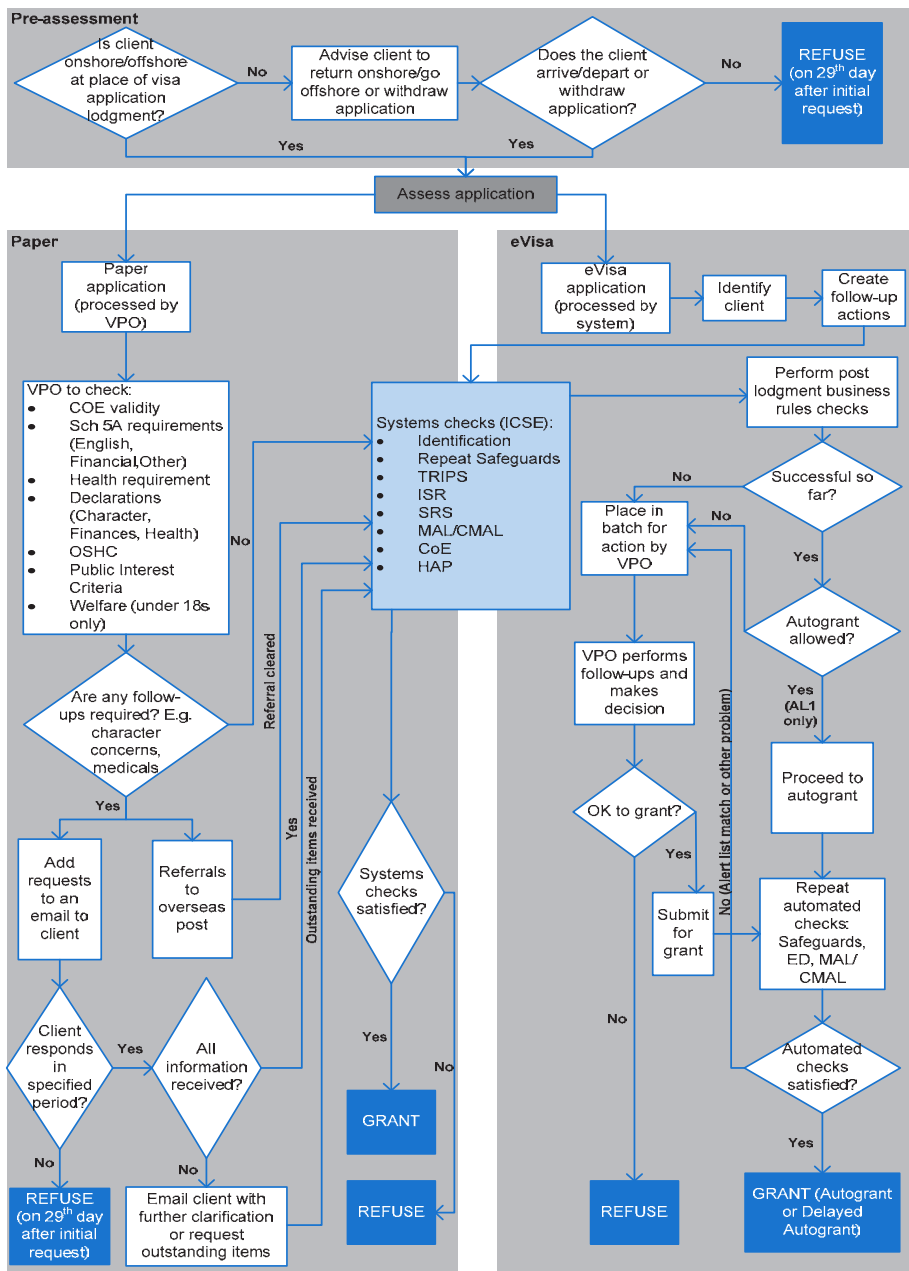 Pre-assessment
Is client
onshore/offshore
at place of visa
application
lodgment?
No
Advise client to
return onshore/go
offshore or withdraw
application
Does the client
arrive/depart or
withdraw
application?
No
REFUSE
(on 29th day
after initial
request)
Yes
Yes
Assess application
Paper
Paper
application
(processed by
VPO)
VPO to check:
• COE validity
• Sch 5A requirements
(English,
Financial,Other)
• Health requirement
• Declarations
(Character,
Finances, Health)
• OSHC
• Public Interest
Criteria
• Welfare (under 18s
only)
No
Are any follow-
ups required? E.g.
character
concerns,
medicals
Yes
Add
requests
to an
email to
client
Referrals
to
overseas
post
Referral cleared
Client
responds
in
specified
period?
Yes
All
information
received?
Yes
Outstanding items received
No
REFUSE
(on 29th day
after initial
request)
No
Email client with
further clarification
or request
outstanding items
Systems checks (ICSE):
• Identification
• Repeat Safeguards
• TRIPS
• ISR
• SRS
• MAL/CMAL
• CoE
• HAP
Systems
checks
satisfied?
Yes
No
GRANT
REFUSE
eVisa
eVisa
application
(processed by
system)
Identify
client
Create
follow-up
actions
Perform post
lodgment business
rules checks
Successful so
far?
No
Yes
Place in
batch for
action by
VPO
No
Autogrant
allowed?
Yes
(AL1
only)
VPO performs
follow-ups and
makes
decision
No (Alert list match or other problem)
Proceed to
autogrant
OK to grant?
Yes
Submit
for
grant
Repeat
automated
checks:
Safeguards,
ED, MAL/
CMAL
No
Automated
checks
satisfied?
Yes
REFUSE
GRANT (Autogrant
or Delayed
Autogrant)